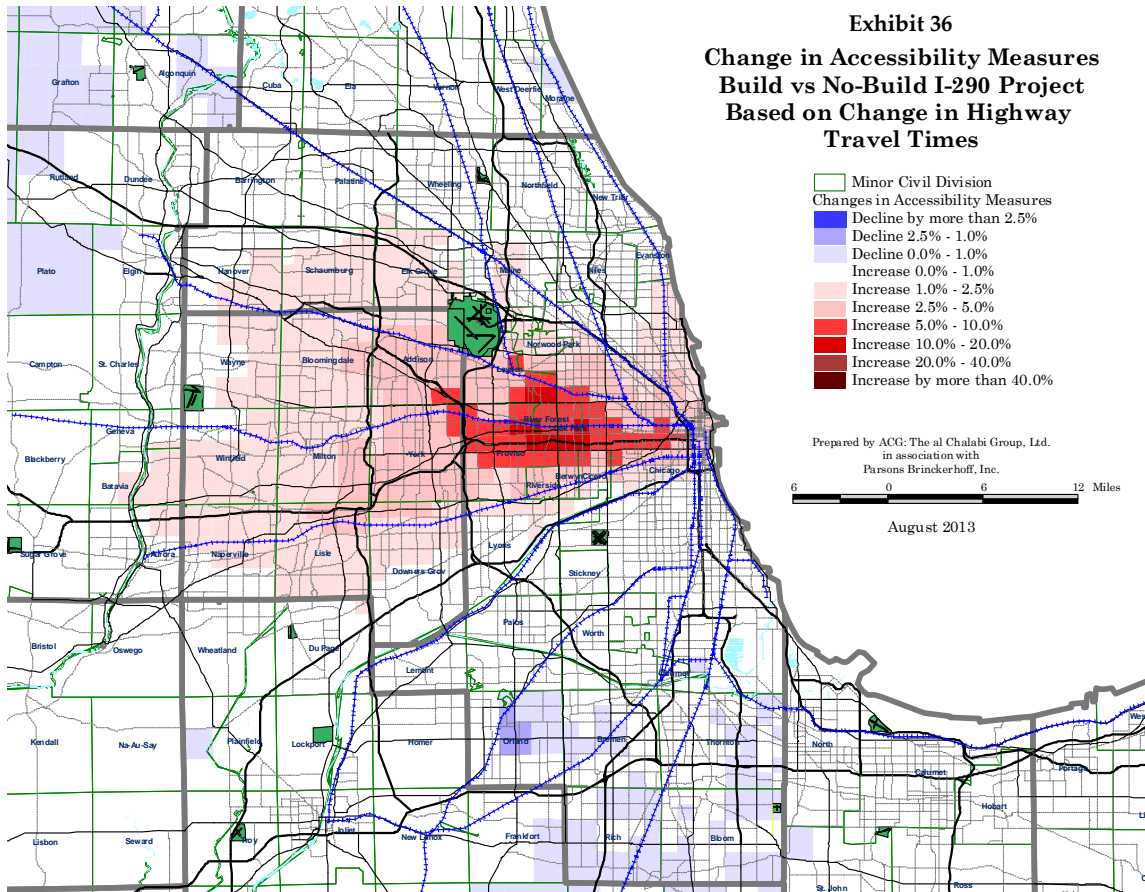 Exhibit 36
Change in Accessibility Measures
Build vs No-Build I-290 Project
Based on Change in Highway
Travel Times
Minor Civil Division
Changes in Accessibility Measures
Decline by more than 2.5%
Decline 2.5% - 1.0%
Decline 0.0% - 1.0%
Increase 0.0% - 1.0%
Increase 1.0% - 2.5%
Increase 2.5% - 5.0%
Increase 5.0% - 10.0%
Increase 10.0% - 20.0%
Increase 20.0% - 40.0%
Increase by more than 40.0%
Prepared by ACG: The al Chalabi Group, Ltd.
in association with
Parsons Brinckerhoff, Inc.
6 0 6 12 Miles
August 2013
Grafton
Algonquin
Cuba
Ela
Vernon
West Deerfie
Moraine
Rutland
Dundee
Barrington
Palatine
Wheeling
Northfield
New Trier
Plato
Elgin
Hanover
Schaumburg
Elk Grove
Maine
Niles
Evanston
Campton
St. Charles
Wayne
Bloomingdale
Addison
Leyden
Norwood Park
Geneva
River Forest
Oak Park
Blackberry
Winfield
Milton
York
Proviso
Chicago
Batavia
Riverside
Berwyn
Cicero
Sugar Grove
Aurora
Naperville
Lisle
Lyons
Downers Grov
Stickney
Bristol
Oswego
Wheatland
Du Page
Palos
Worth
Lemont
Calumet
Kendall
Na-Au-Say
Plainfield
Lockport
Homer
Orland
Bremen
Thornton
North
Calumet
Portage
Hobart
Lisbon
Seward
Troy
Joliet
New Lenox
Frankfort
Rich
Bloom
St. John
Ross